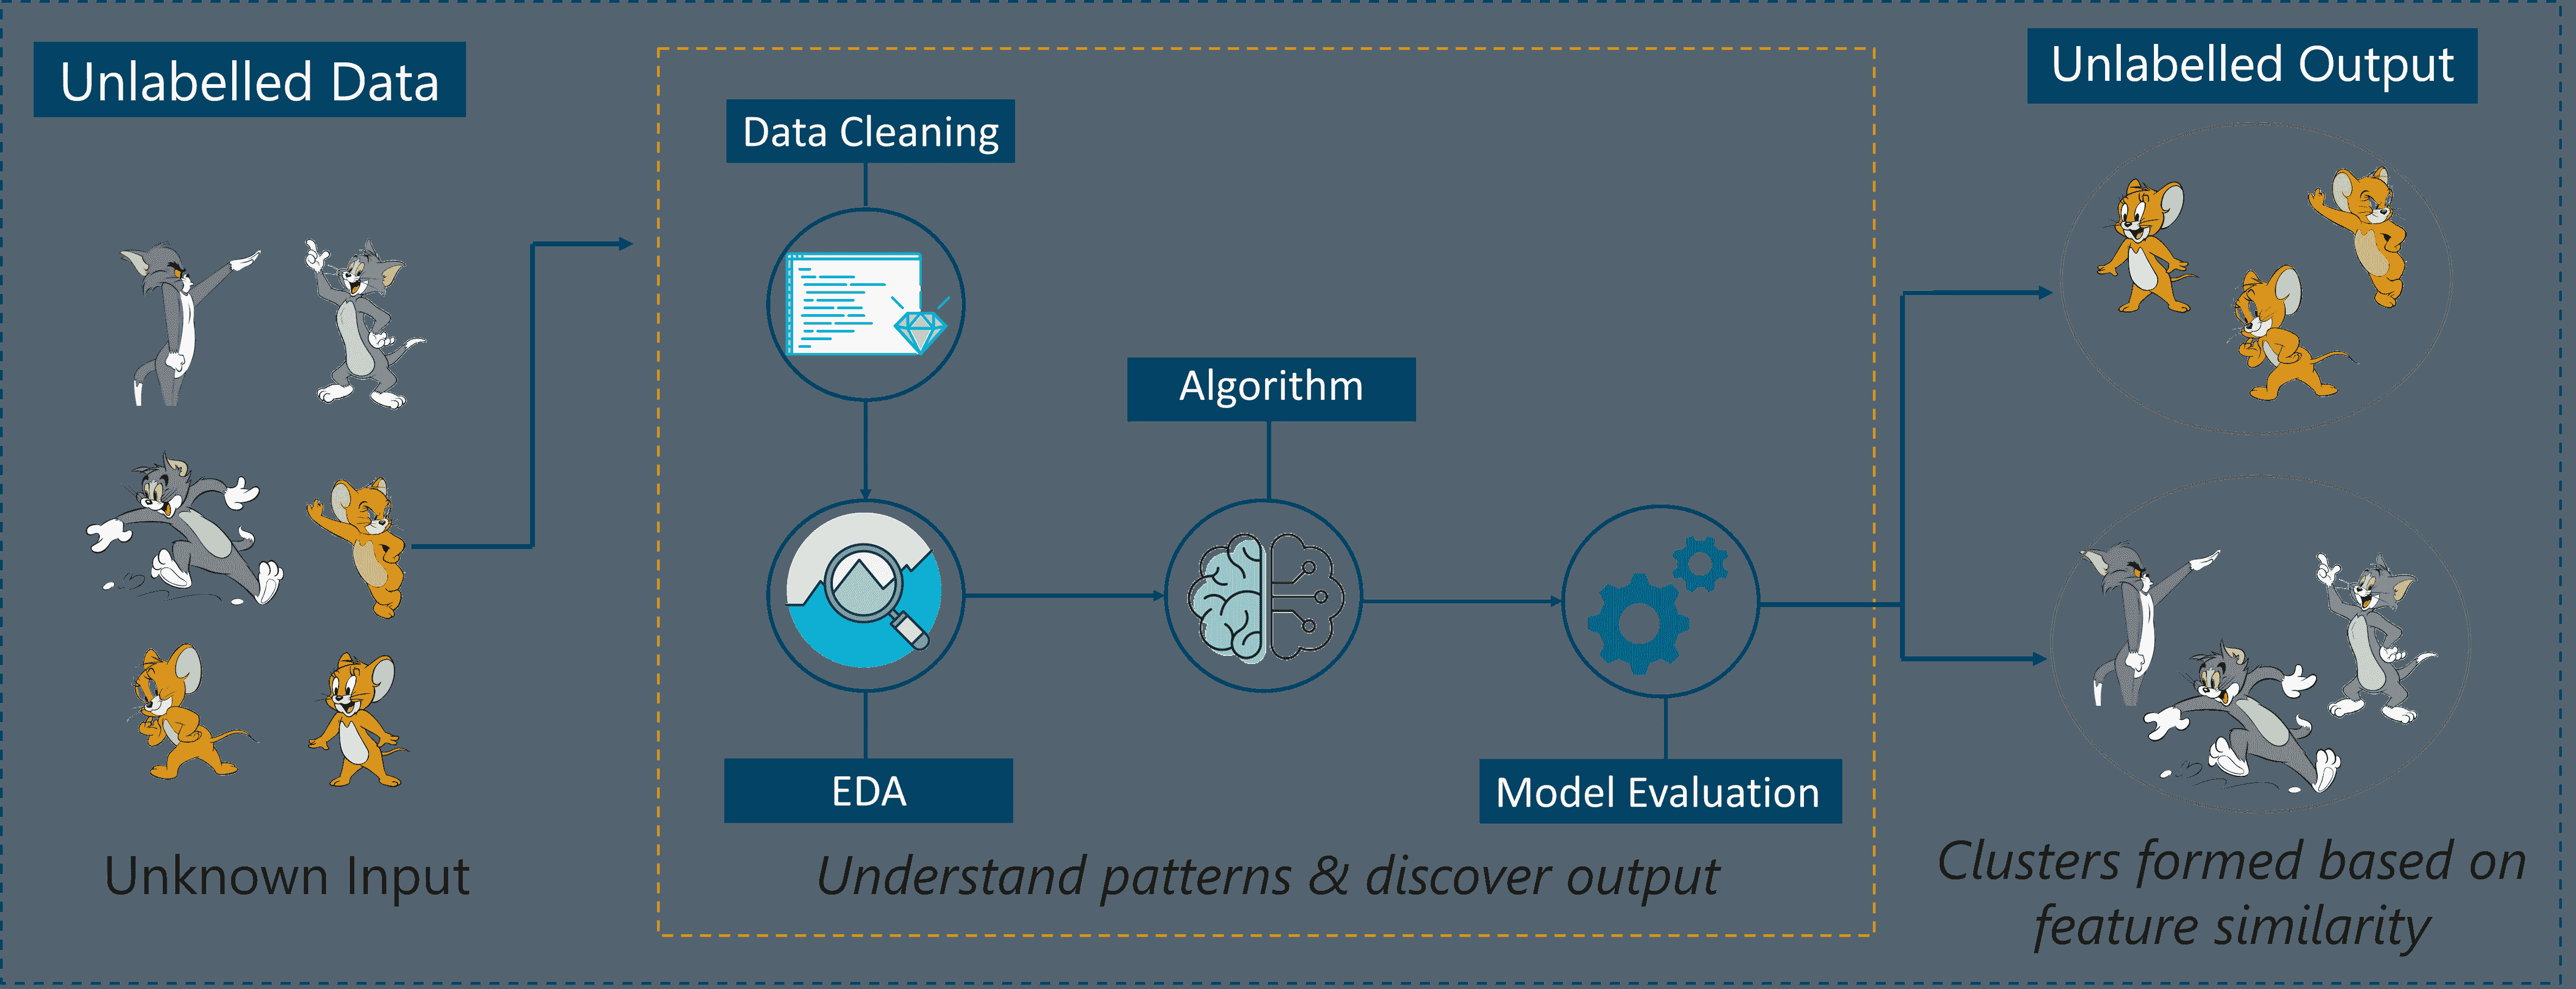 Unlabelled Data
Unknown Input
Data Cleaning
Algorithm
EDA
Model Evaluation
Understand patterns & discover output
Unlabelled Output
Clusters formed based on
feature similarity